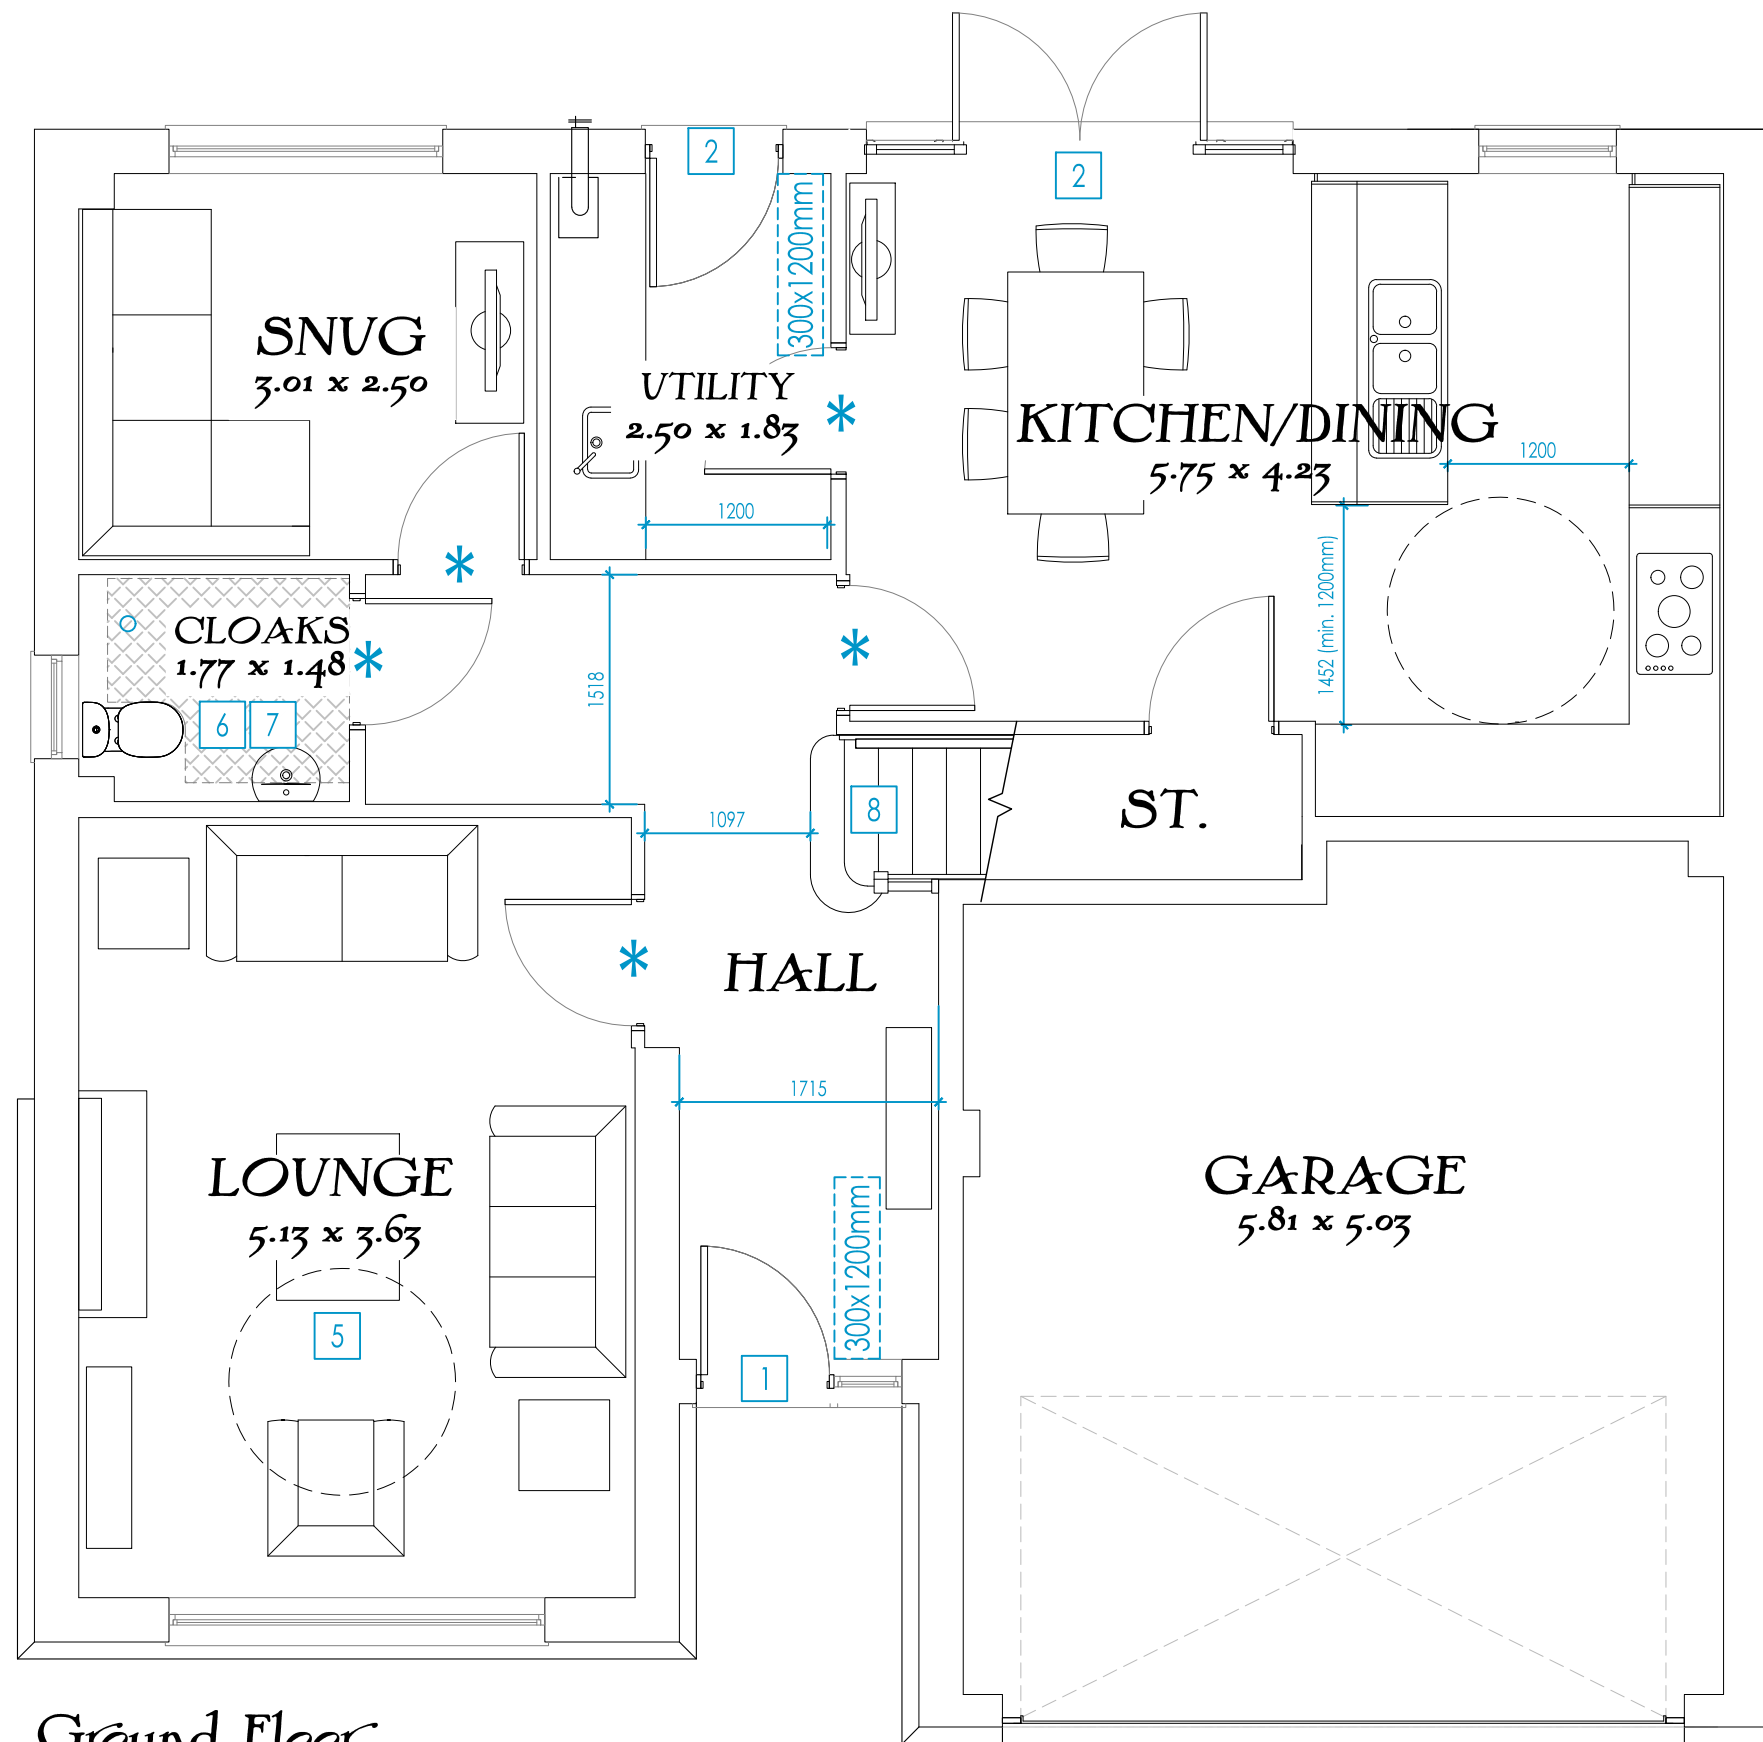 2
2
300x1200mm
SNUG
3.01 x 2.50
UTILITY
2.50 x 1.83
*
KITCHEN/DINING
5.75 x 4.23
1200
1200
*
1452 (min. 1200mm)
CLOAKS
1.77 x 1.48
*
*
6
7
1518
8
ST.
1097
*
HALL
1715
LOUNGE
5.13 x 3.63
GARAGE
5.81 x 5.03
300x1200mm
5
1
Ground Floor